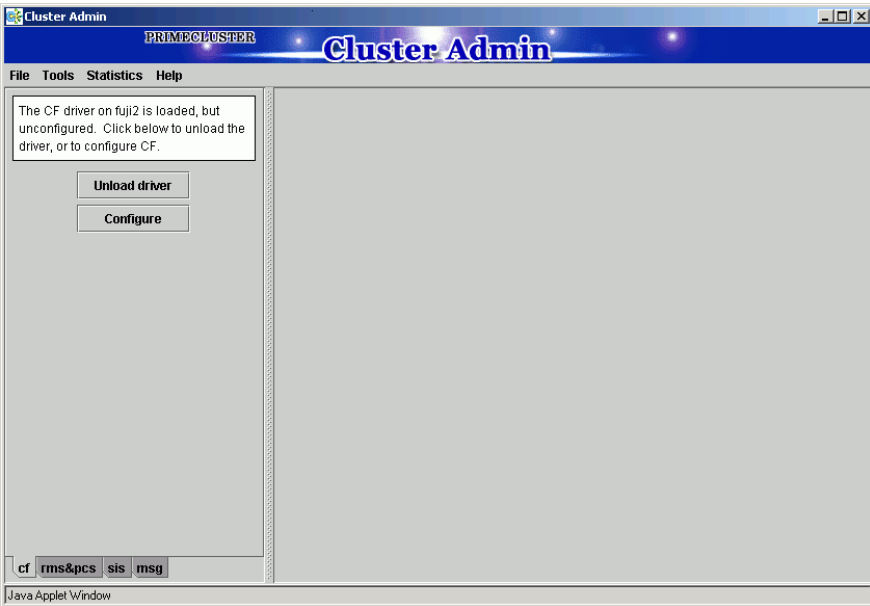 Cluster Admin
PRIMECLUSTER
Cluster Admin
File Tools Statistics Help
The CF driver on fuji2 is loaded, but
unconfigured. Click below to unload the
driver, or to configure CF.
Unload driver
Configure
cf rms&pcs sis msg
Java Applet Window